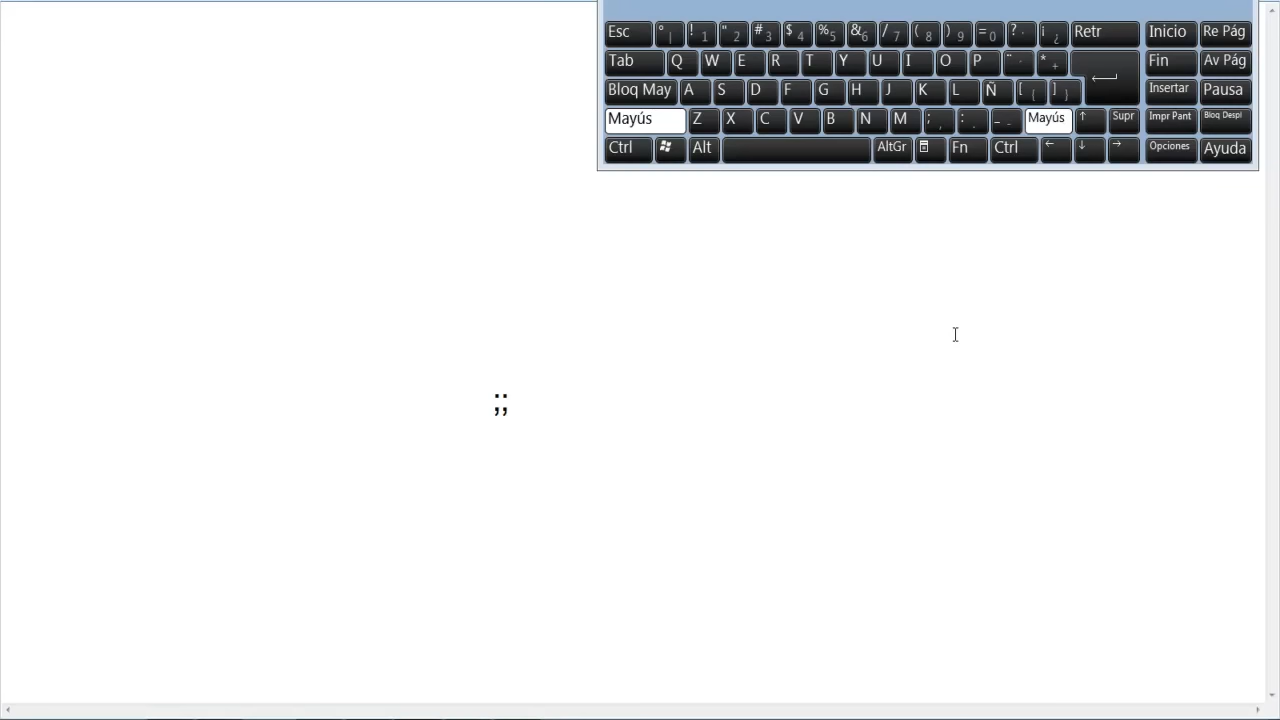 Esc ° | ! 1 " 2 # 3 $ 4 % 5 & 6 / 7 ( 8 ) 9 = 0 ? ' ¡ ¿ Retr Inicio Re Pág
Tab Q W E R T Y U I O P ¨ ´ * + Fin Av Pág
Bloq May A S D F G H J K L Ñ [ { ] } Insertar Pausa
Mayús Z X C V B N M ; , : . _ - Mayús ↑ Supr Impr Pant Bloq Despl
Ctrl Alt AltGr Fn Ctrl ← ↓ → Opciones Ayuda
;;